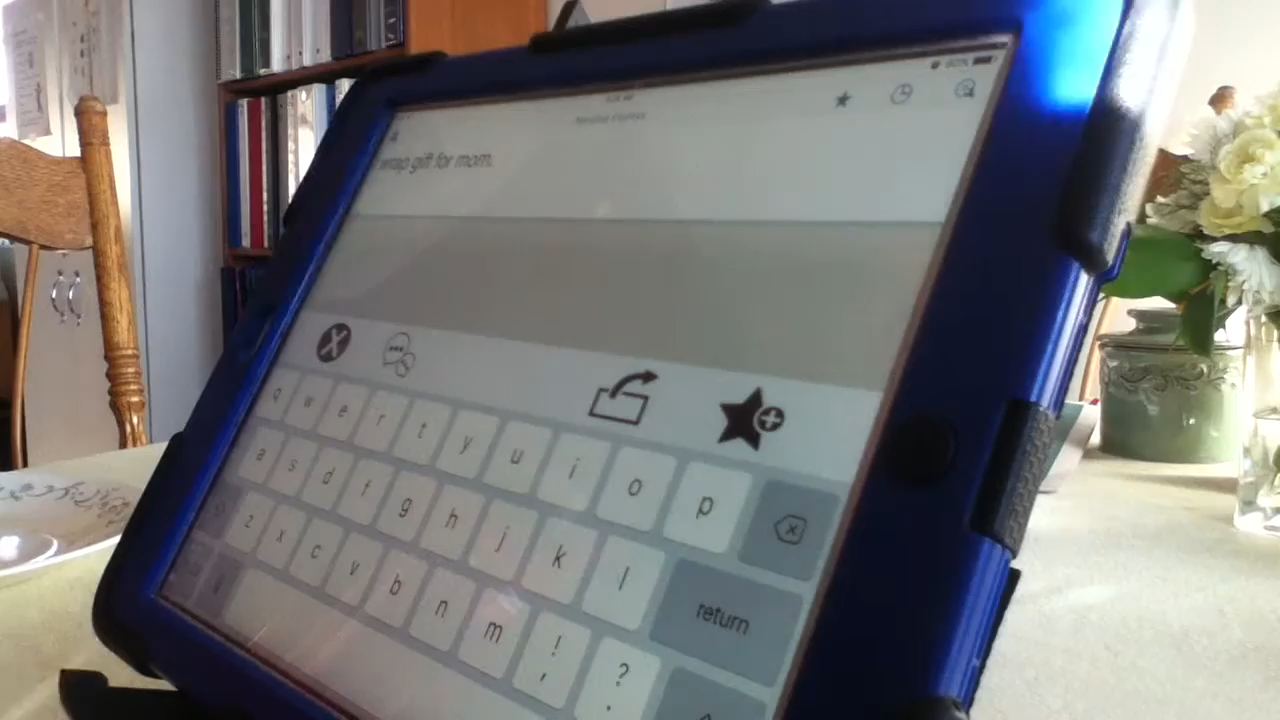 wrap gift for mom.
q w e r t y u i o p
a s d f g h j k l return
z x c v b n m ! , ? .